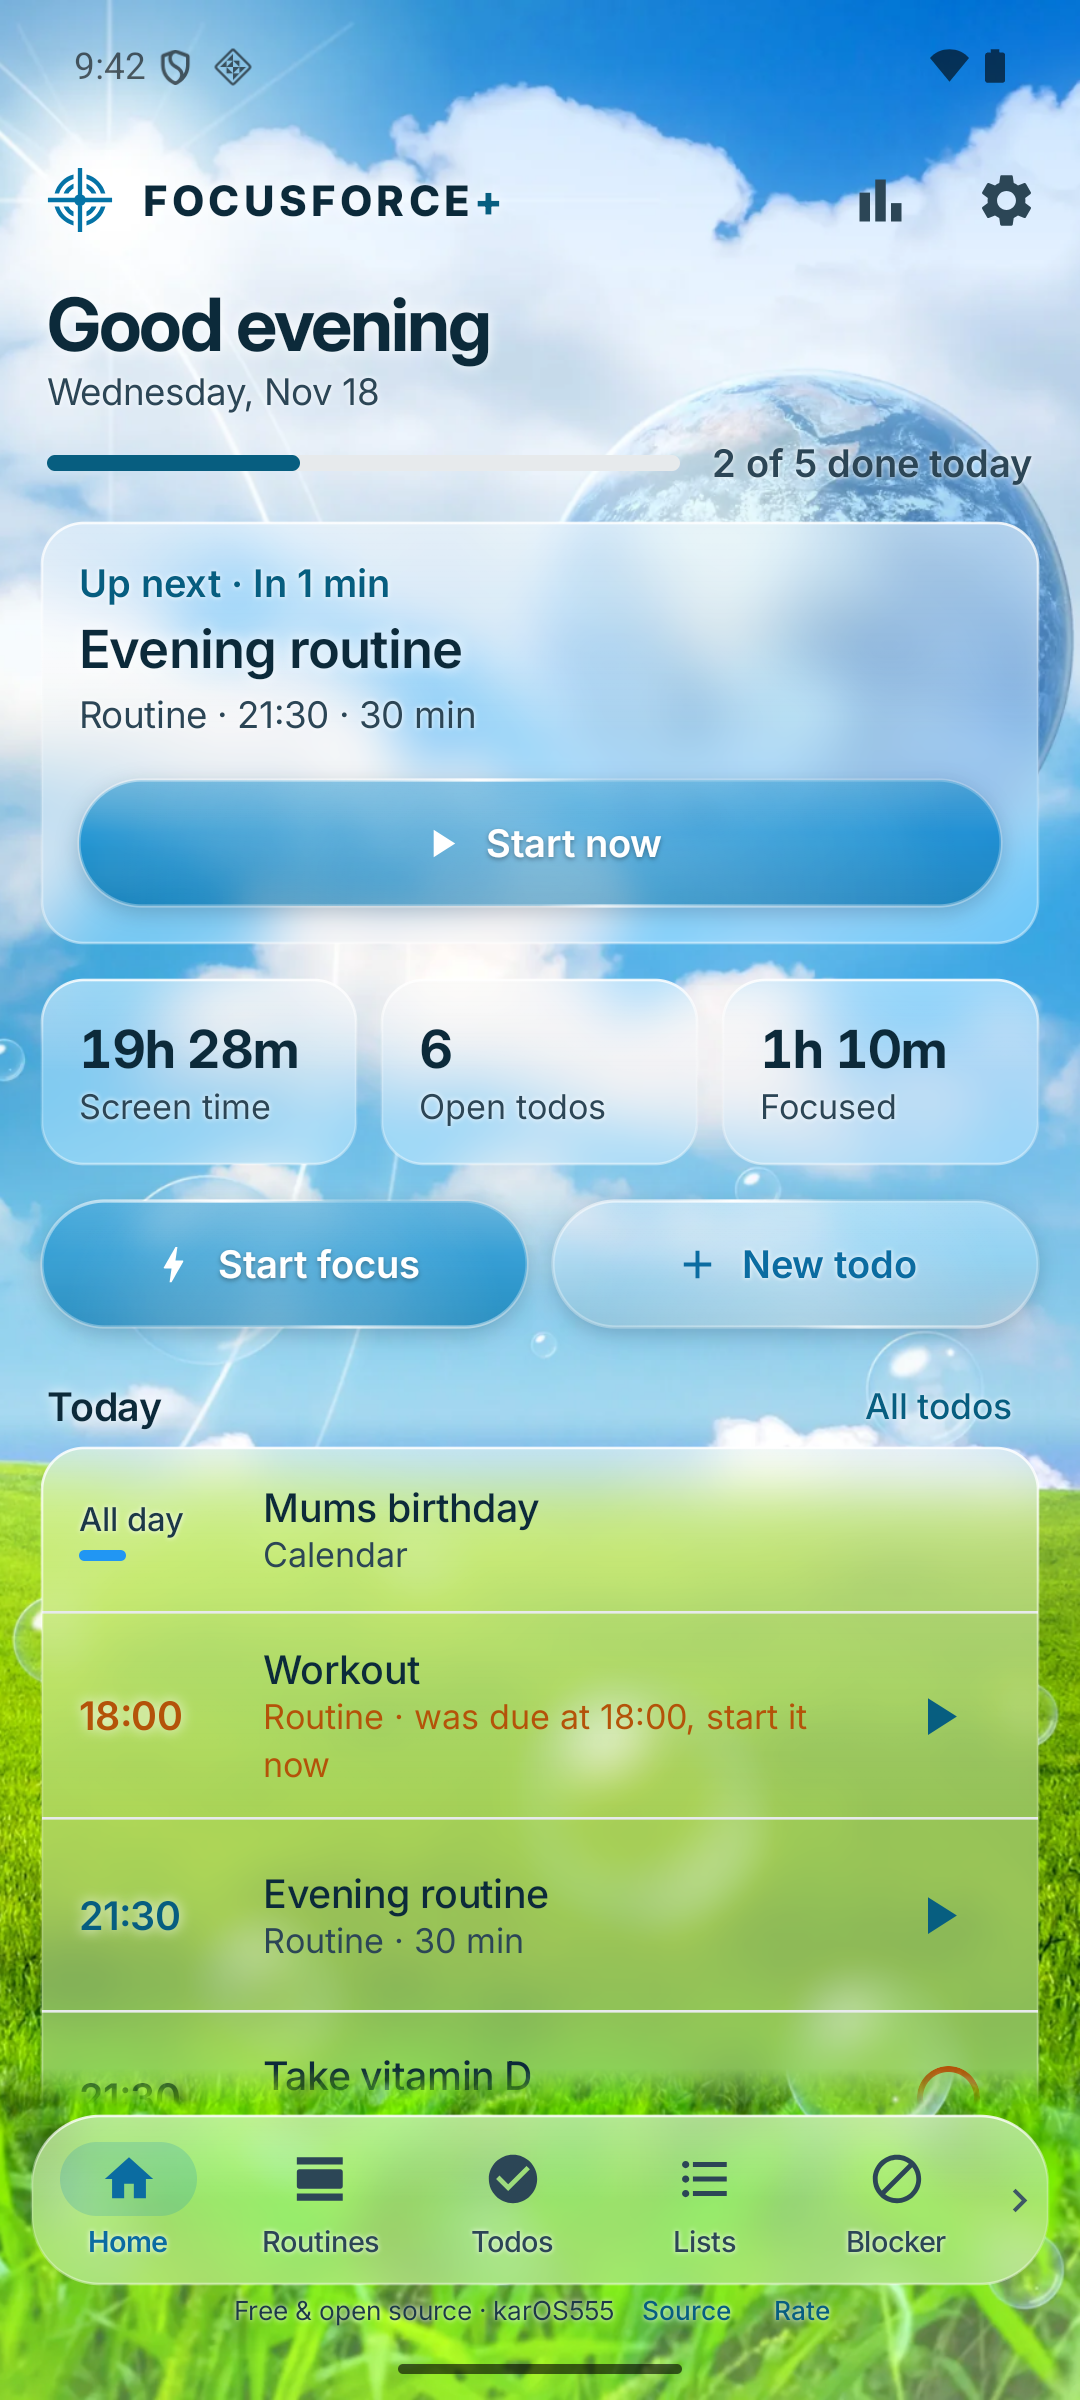 9:42
FOCUSFORCE+
Good evening
Wednesday, Nov 18
2 of 5 done today
Up next · In 1 min
Evening routine
Routine · 21:30 · 30 min
Start now
19h 28m
Screen time
6
Open todos
1h 10m
Focused
Start focus
New todo
Today
All todos
All day
Mums birthday
Calendar
18:00
Workout
Routine · was due at 18:00, start it
now
21:30
Evening routine
Routine · 30 min
21:30
Take vitamin D
Home
Routines
Todos
Lists
Blocker
Free & open source · karOS555
Source
Rate